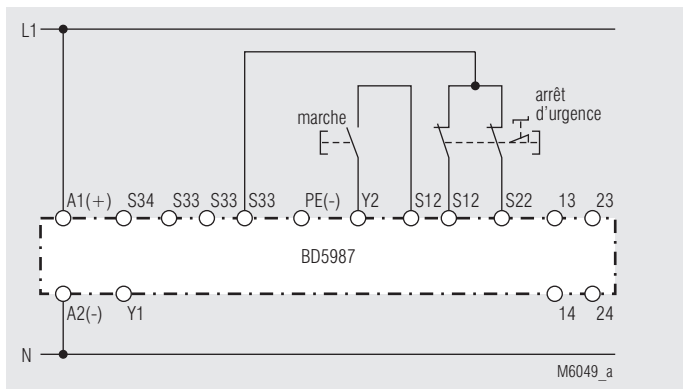 L1
arrêt
d'urgence
marche
A1(+) S34 S33 S33 S33 PE(-) Y2 S12 S12 S22 13 23
BD5987
A2(-) Y1 14 24
N
M6049_a